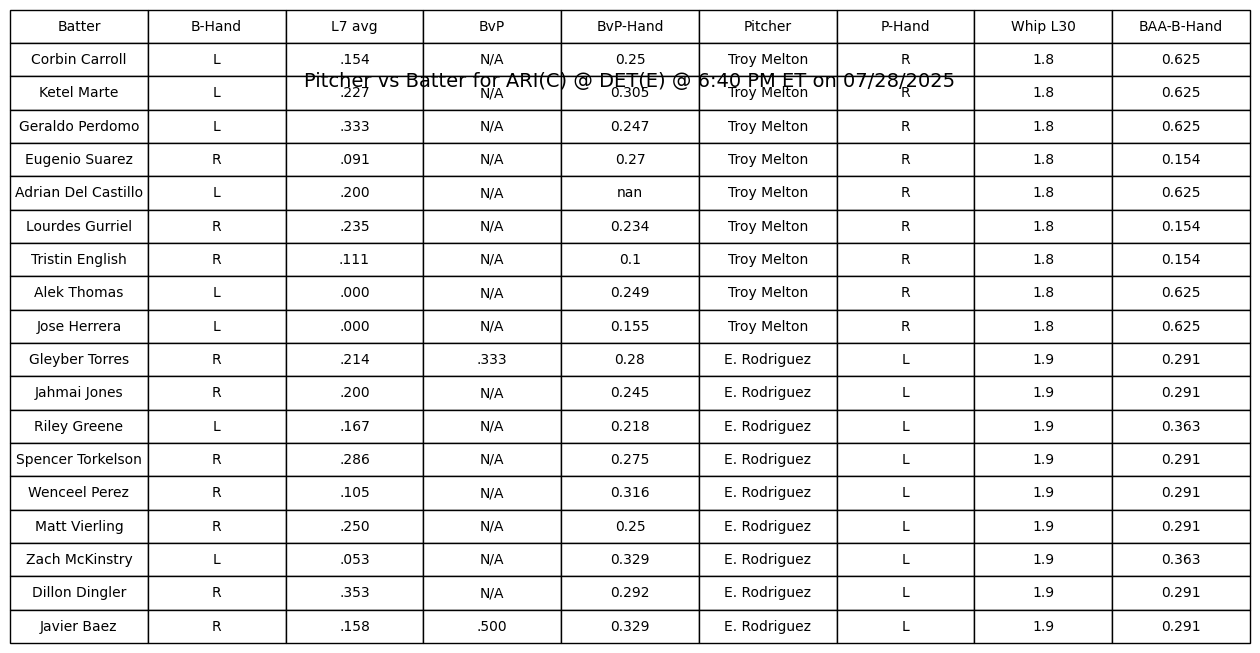 Batter B-Hand L7 avg BvP BvP-Hand Pitcher P-Hand Whip L30 BAA-B-Hand
Corbin Carroll L .154 N/A 0.25 Troy Melton R 1.8 0.625
Pitcher vs Batter for ARI(C) @ DET(E) @ 6:40 PM ET on 07/28/2025
Ketel Marte L .227 N/A 0.305 Troy Melton R 1.8 0.625
Geraldo Perdomo L .333 N/A 0.247 Troy Melton R 1.8 0.625
Eugenio Suarez R .091 N/A 0.27 Troy Melton R 1.8 0.154
Adrian Del Castillo L .200 N/A nan Troy Melton R 1.8 0.625
Lourdes Gurriel R .235 N/A 0.234 Troy Melton R 1.8 0.154
Tristin English R .111 N/A 0.1 Troy Melton R 1.8 0.154
Alek Thomas L .000 N/A 0.249 Troy Melton R 1.8 0.625
Jose Herrera L .000 N/A 0.155 Troy Melton R 1.8 0.625
Gleyber Torres R .214 .333 0.28 E. Rodriguez L 1.9 0.291
Jahmai Jones R .200 N/A 0.245 E. Rodriguez L 1.9 0.291
Riley Greene L .167 N/A 0.218 E. Rodriguez L 1.9 0.363
Spencer Torkelson R .286 N/A 0.275 E. Rodriguez L 1.9 0.291
Wenceel Perez R .105 N/A 0.316 E. Rodriguez L 1.9 0.291
Matt Vierling R .250 N/A 0.25 E. Rodriguez L 1.9 0.291
Zach McKinstry L .053 N/A 0.329 E. Rodriguez L 1.9 0.363
Dillon Dingler R .353 N/A 0.292 E. Rodriguez L 1.9 0.291
Javier Baez R .158 .500 0.329 E. Rodriguez L 1.9 0.291